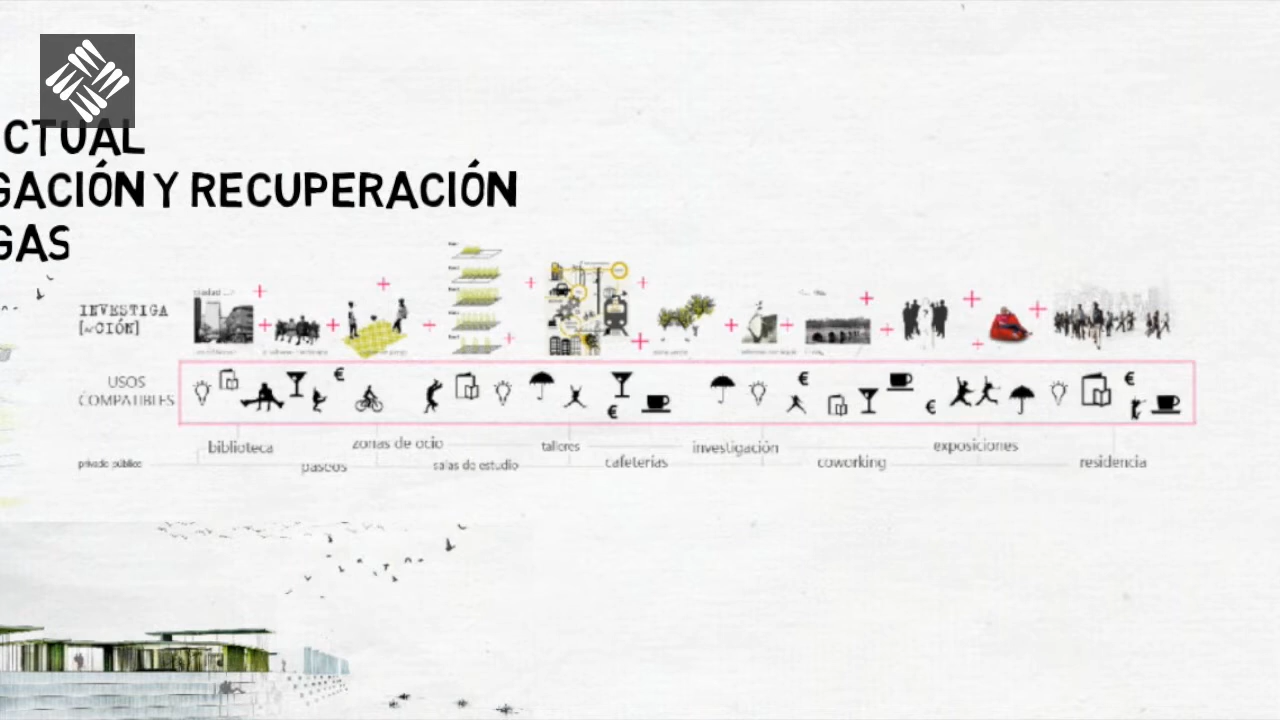 CTUAL
GACIÓN Y RECUPERACIÓN
GAS
INVESTIGA
[acCIÓN]
USOS
COMPATIBLES
biblioteca
paseos
zonas de ocio
salas de estudio
talleres
cafeterías
investigación
coworking
exposiciones
residencia
privado público